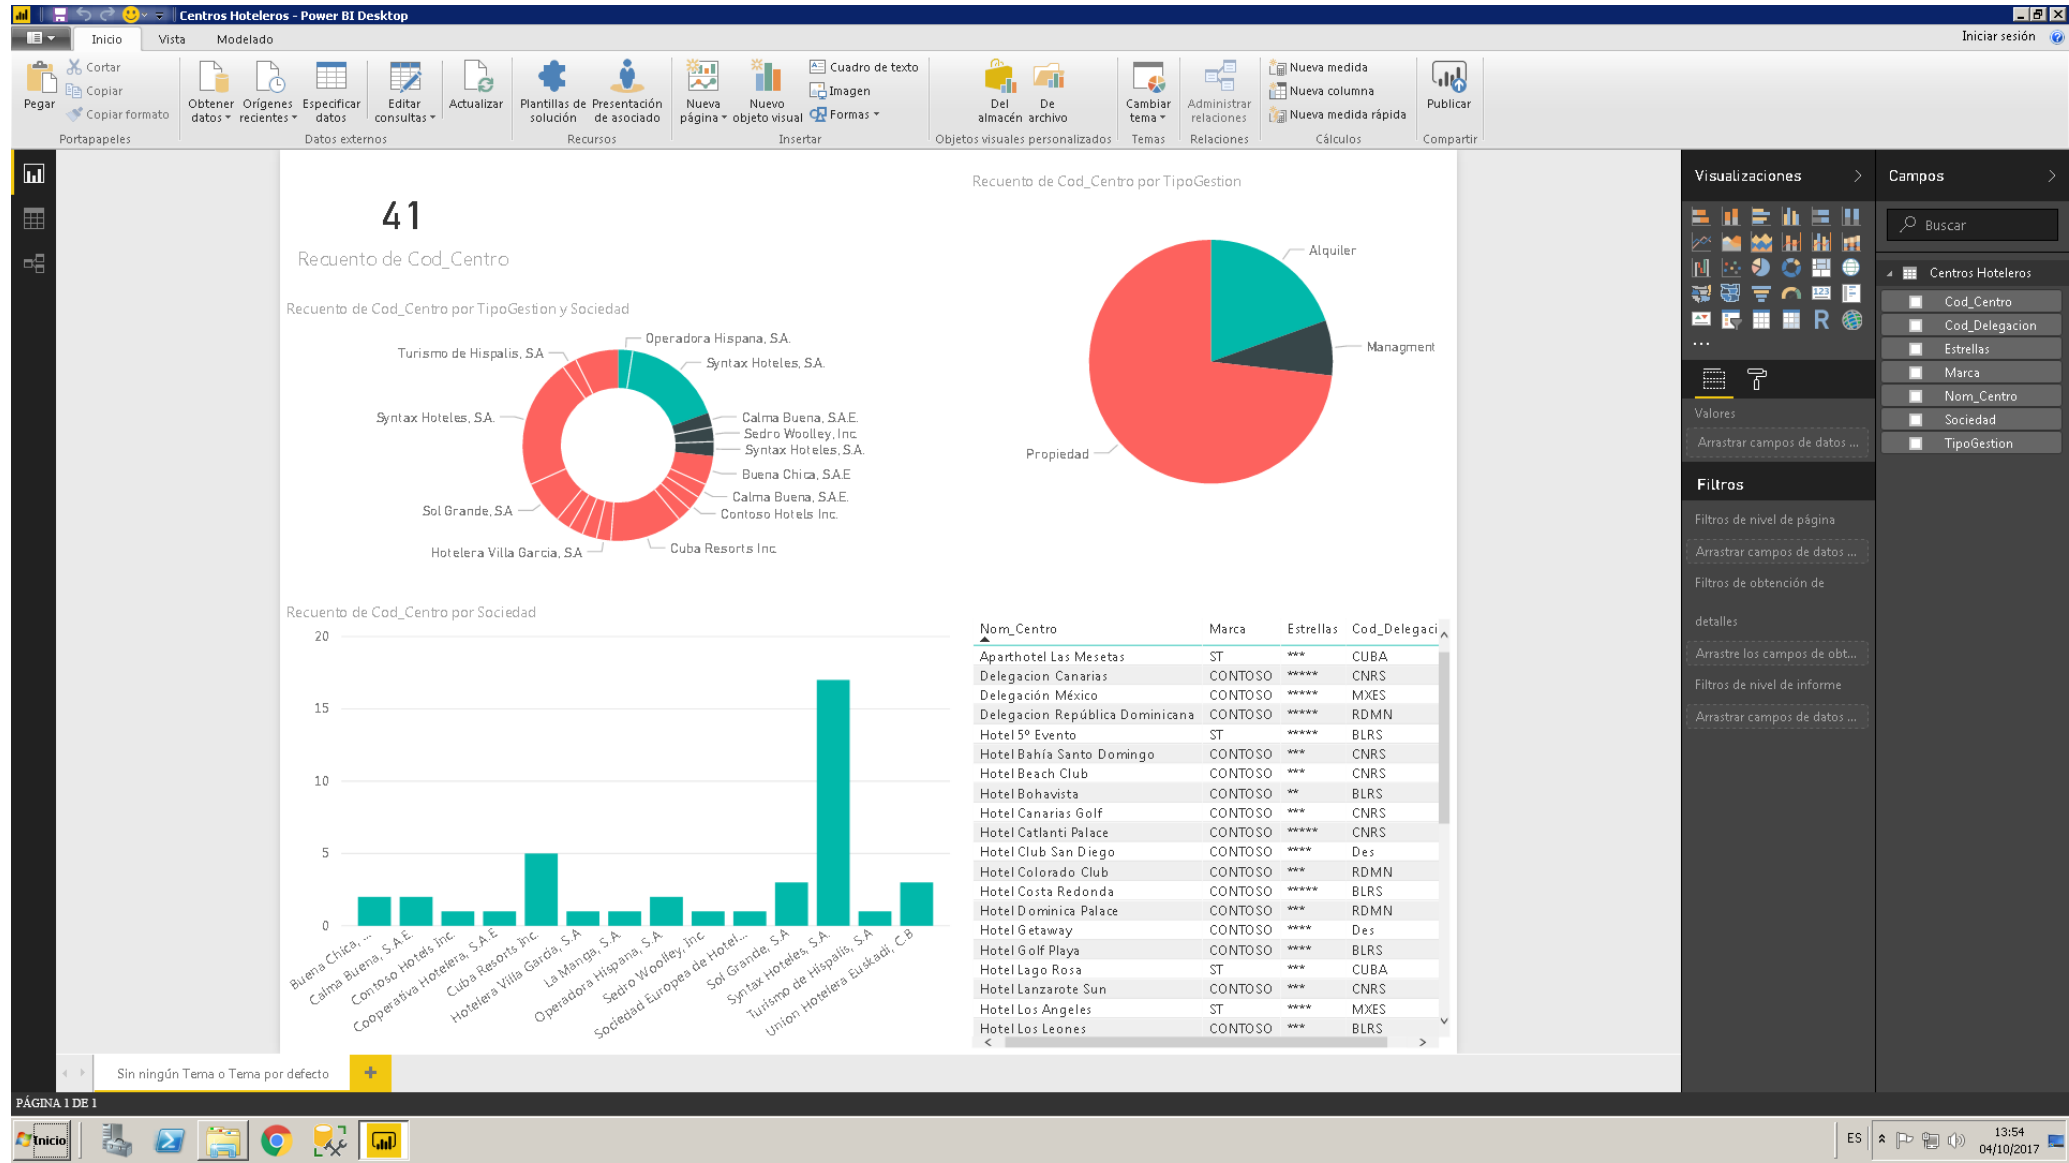 Centros Hoteleros - Power BI Desktop
Inicio Vista Modelado Iniciar sesión
Pegar
Cortar
Copiar
Copiar formato
Portapapeles
Obtener datos
Orígenes recientes
Especificar datos
Editar consultas
Actualizar
Datos externos
Plantillas de solución
Presentación de asociado
Recursos
Nueva página
Nuevo objeto visual
Cuadro de texto
Imagen
Formas
Insertar
Del almacén
De archivo
Objetos visuales personalizados
Cambiar tema
Temas
Administrar relaciones
Relaciones
Nueva medida
Nueva columna
Nueva medida rápida
Cálculos
Publicar
Compartir
41
Recuento de Cod_Centro
Recuento de Cod_Centro por TipoGestion y Sociedad
Operadora Hispana, S.A.
Turismo de Hispalis, S.A
Syntax Hoteles, S.A.
Syntax Hoteles, S.A.
Calma Buena, S.A.E.
Sedro Woolley, Inc
Syntax Hoteles, S.A.
Buena Chica, S.A.E
Calma Buena, S.A.E.
Contoso Hotels Inc.
Sol Grande, S.A
Hotelera Villa Garcia, S.A
Cuba Resorts Inc.
Recuento de Cod_Centro por TipoGestion
Alquiler
Managment
Propiedad
Recuento de Cod_Centro por Sociedad
20
15
10
5
0
Buena Chica, ...
Calma Buena, S.A.E.
Contoso Hotels Inc.
Cooperativa Hotelera, S.A.E
Cuba Resorts Inc.
Hotelera Villa Garcia, S.A
La Manga, S.A
Operadora Hispana, S.A.
Sedro Woolley, Inc
Sociedad Europea de Hotel...
Sol Grande, S.A
Syntax Hoteles, S.A.
Turismo de Hispalis, S.A
Union Hotelera Euskadi, C.B
Nom_Centro Marca Estrellas Cod_Delegaci
Aparthotel Las Mesetas ST *** CUBA
Delegacion Canarias CONTOSO ***** CNRS
Delegación México CONTOSO ***** MXES
Delegacion República Dominicana CONTOSO ***** RDMN
Hotel 5º Evento ST ***** BLRS
Hotel Bahía Santo Domingo CONTOSO *** CNRS
Hotel Beach Club CONTOSO *** CNRS
Hotel Bohavista CONTOSO ** BLRS
Hotel Canarias Golf CONTOSO *** CNRS
Hotel Catlanti Palace CONTOSO ***** CNRS
Hotel Club San Diego CONTOSO **** Des
Hotel Colorado Club CONTOSO *** RDMN
Hotel Costa Redonda CONTOSO ***** BLRS
Hotel Dominica Palace CONTOSO *** RDMN
Hotel Getaway CONTOSO **** Des
Hotel Golf Playa CONTOSO **** BLRS
Hotel Lago Rosa ST *** CUBA
Hotel Lanzarote Sun CONTOSO *** CNRS
Hotel Los Angeles ST **** MXES
Hotel Los Leones CONTOSO *** BLRS
Visualizaciones
R
123
...
Valores
Arrastrar campos de datos ...
Filtros
Filtros de nivel de página
Arrastrar campos de datos ...
Filtros de obtención de
detalles
Arrastre los campos de obt...
Filtros de nivel de informe
Arrastrar campos de datos ...
Campos
Buscar
Centros Hoteleros
Cod_Centro
Cod_Delegacion
Estrellas
Marca
Nom_Centro
Sociedad
TipoGestion
Sin ningún Tema o Tema por defecto
PÁGINA 1 DE 1
Inicio
ES
13:54
04/10/2017